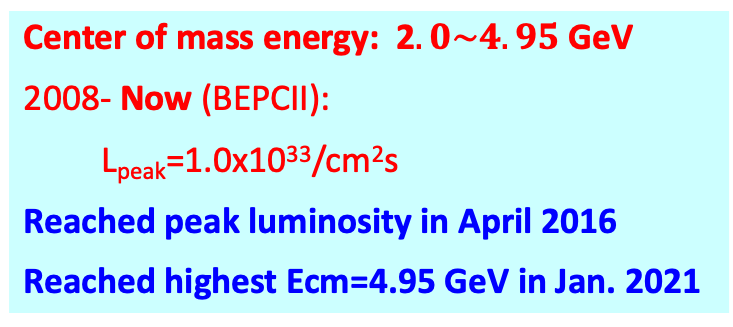 Center of mass energy: 2. 0~4. 95 GeV
2008- Now (BEPCII):
Lpeak=1.0x10³³/cm²s
Reached peak luminosity in April 2016
Reached highest Ecm=4.95 GeV in Jan. 2021